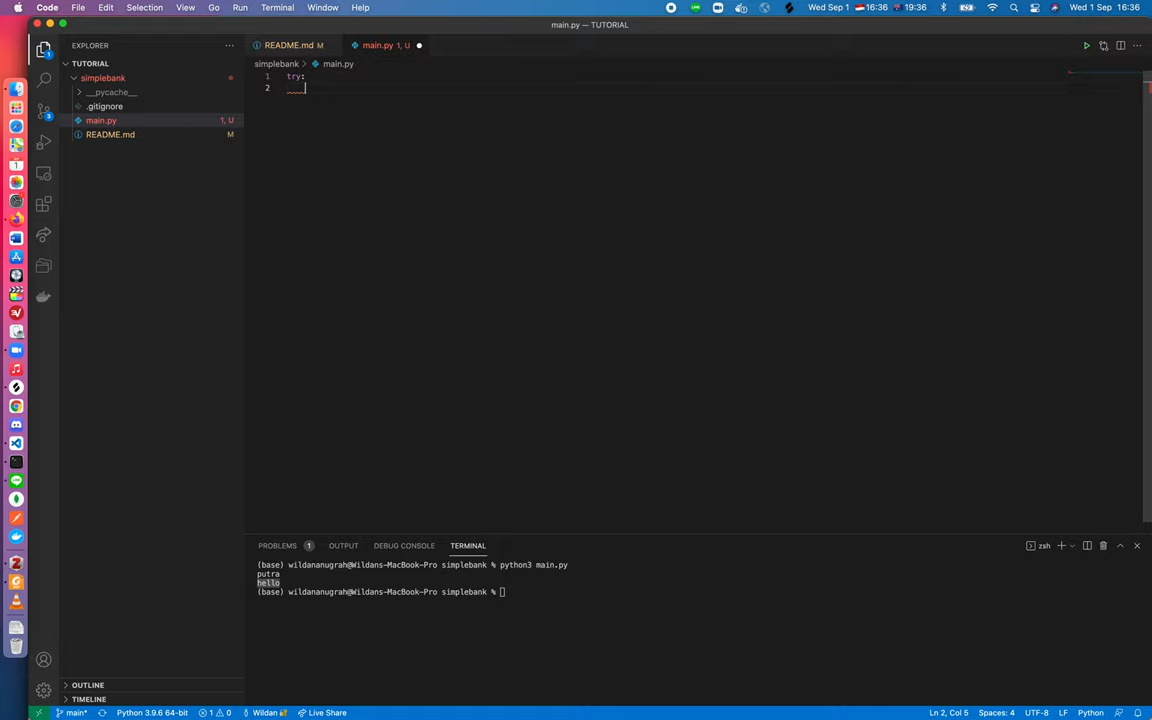 Code File Edit Selection View Go Run Terminal Window Help Wed Sep 1 16:36 19:36 Wed 1 Sep 16:36
main.py — TUTORIAL
EXPLORER
README.md M main.py 1, U
TUTORIAL
simplebank
__pycache__
.gitignore
main.py 1, U
README.md M
simplebank main.py
1 try:
2
PROBLEMS 1 OUTPUT DEBUG CONSOLE TERMINAL
zsh
(base) wildananugrah@Wildans-MacBook-Pro simplebank % python3 main.py
putra
hello
(base) wildananugrah@Wildans-MacBook-Pro simplebank %
OUTLINE
TIMELINE
main* Python 3.9.6 64-bit 1 0 Wildan Live Share Ln 2, Col 5 Spaces: 4 UTF-8 LF Python